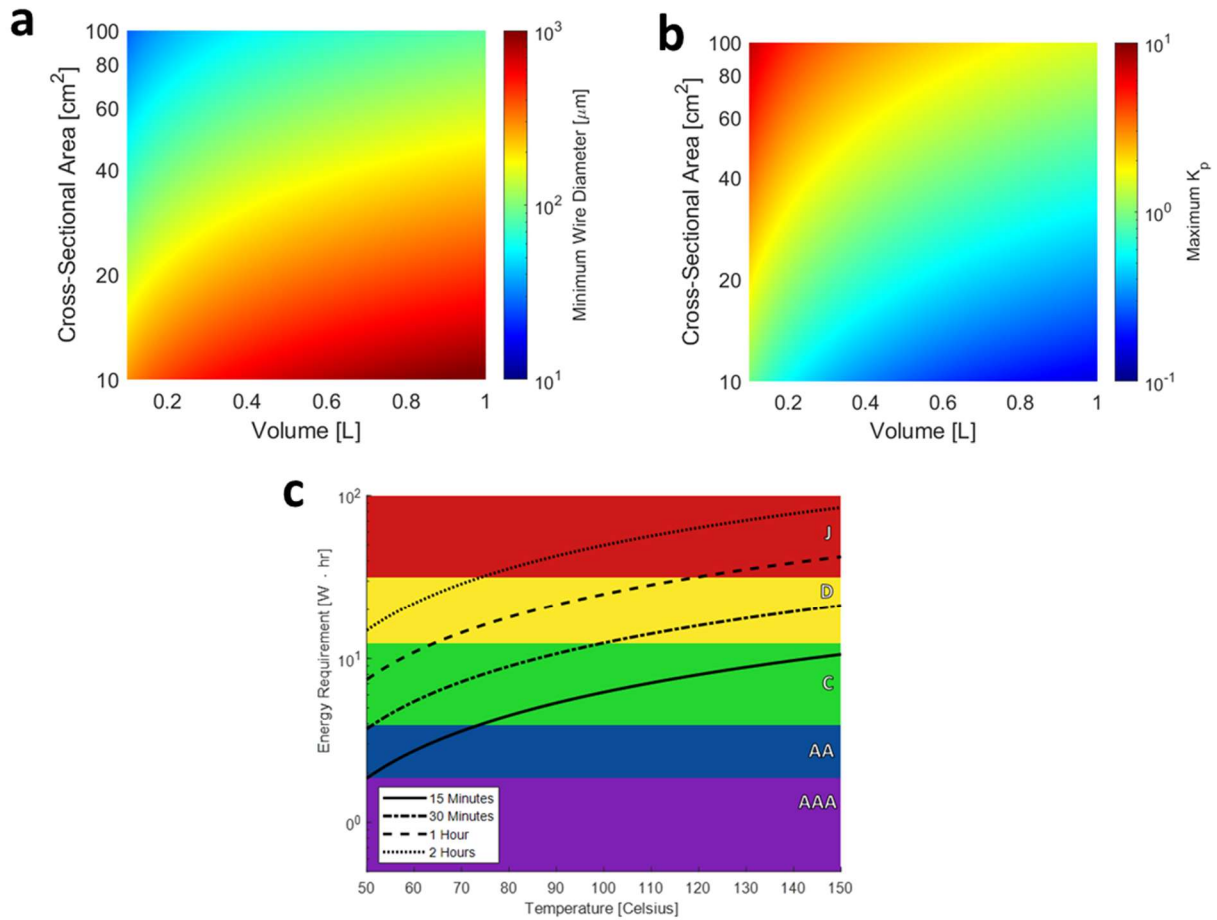 a
100
80
60
40
20
10
Cross-Sectional Area [cm²]
0.2 0.4 0.6 0.8 1
Volume [L]
10³
10²
10¹
Minimum Wire Diameter [μm]
b
100
80
60
40
20
10
Cross-Sectional Area [cm²]
0.2 0.4 0.6 0.8 1
Volume [L]
10¹
10⁰
10⁻¹
Maximum Kₚ
c
10²
10¹
10⁰
Energy Requirement [W · hr]
J
D
C
AA
AAA
15 Minutes
30 Minutes
1 Hour
2 Hours
50 60 70 80 90 100 110 120 130 140 150
Temperature [Celsius]